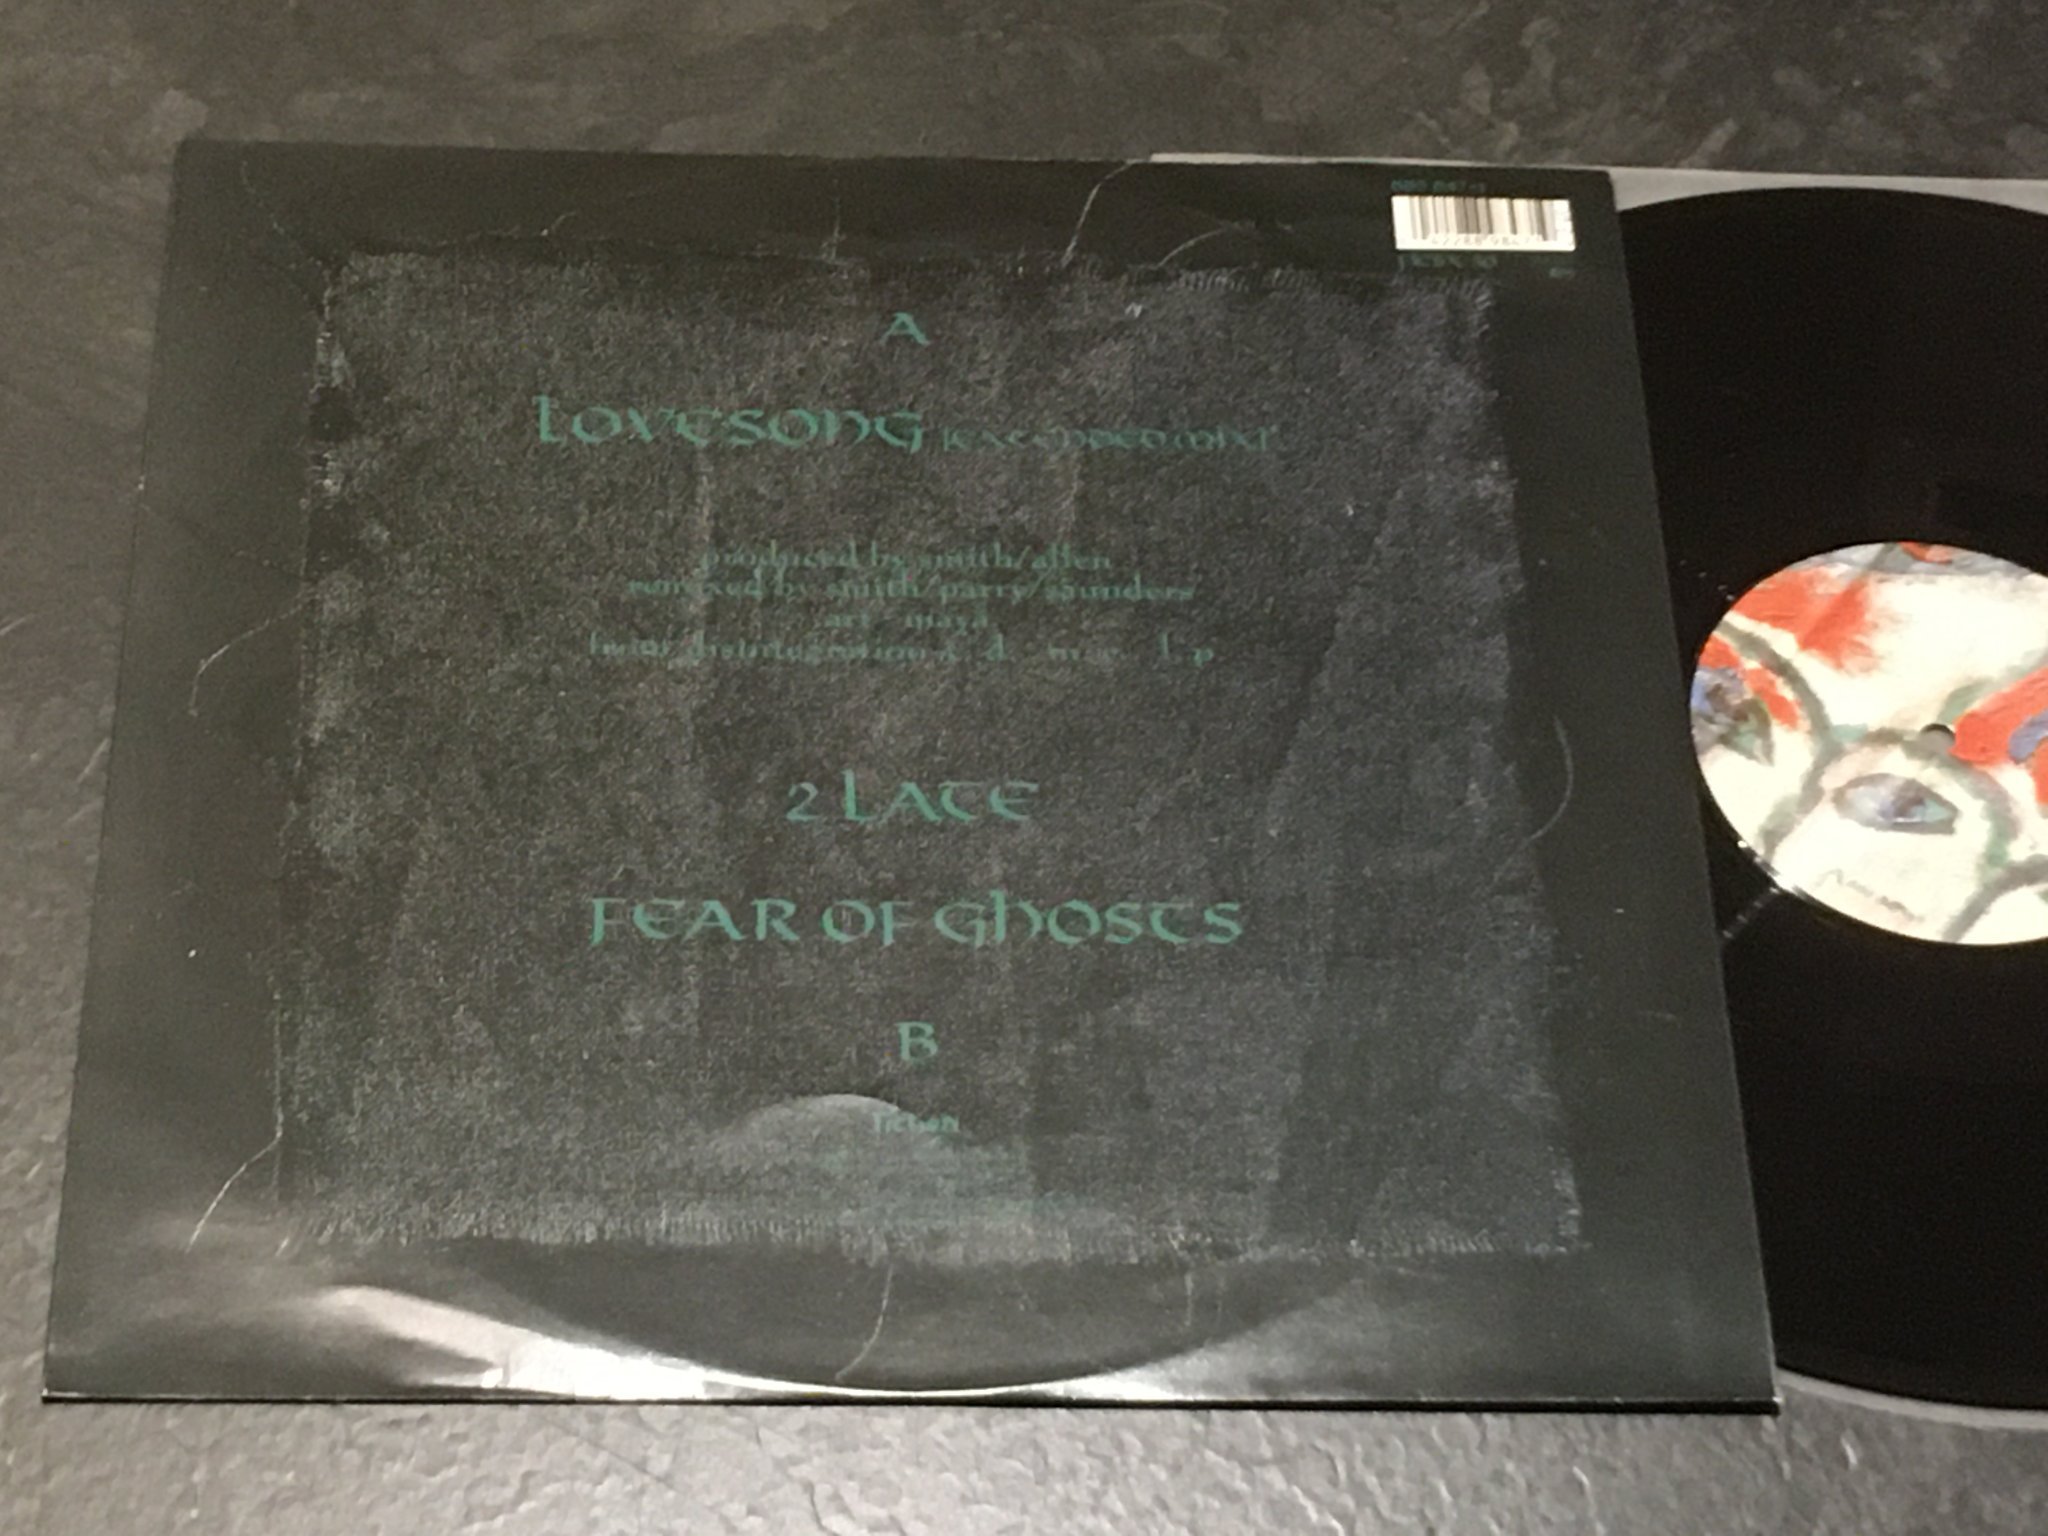 A
Lovesong [extended mix]
produced by smith/allen
remixed by smith/parry/saunders
art - maya
from disintegration c.d. m.c. l.p
2 Late
Fear of Ghosts
B
fiction